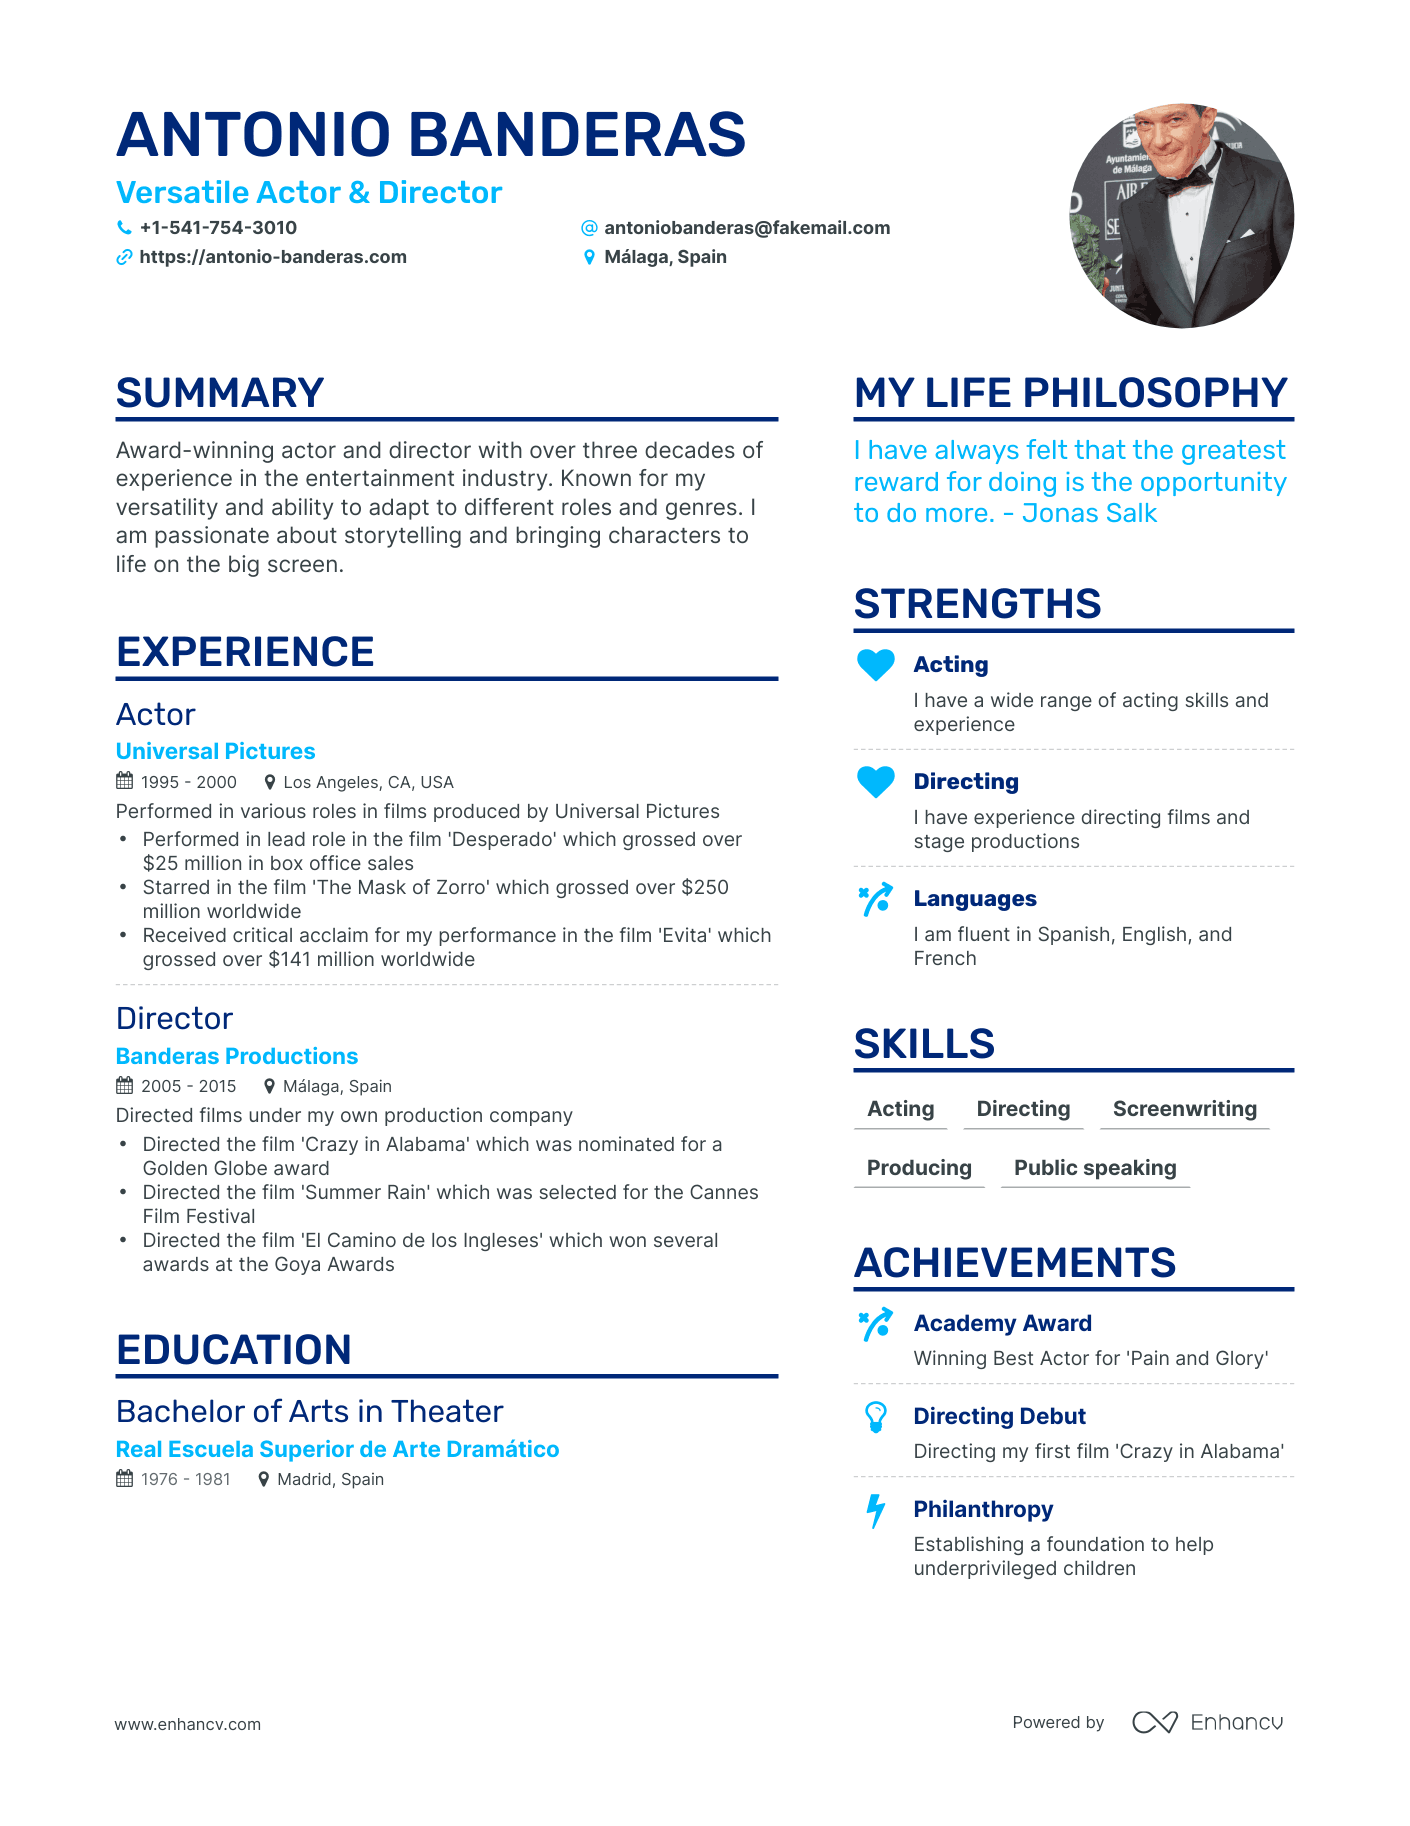 ANTONIO BANDERAS
Versatile Actor & Director
+1-541-754-3010
antoniobanderas@fakemail.com
https://antonio-banderas.com
Málaga, Spain
Ayuntamie
de Málaga
AIRE
SE
SUMMARY
Award-winning actor and director with over three decades of
experience in the entertainment industry. Known for my
versatility and ability to adapt to different roles and genres. I
am passionate about storytelling and bringing characters to
life on the big screen.
EXPERIENCE
Actor
Universal Pictures
1995 - 2000 Los Angeles, CA, USA
Performed in various roles in films produced by Universal Pictures
• Performed in lead role in the film 'Desperado' which grossed over
$25 million in box office sales
• Starred in the film 'The Mask of Zorro' which grossed over $250
million worldwide
• Received critical acclaim for my performance in the film 'Evita' which
grossed over $141 million worldwide
Director
Banderas Productions
2005 - 2015 Málaga, Spain
Directed films under my own production company
• Directed the film 'Crazy in Alabama' which was nominated for a
Golden Globe award
• Directed the film 'Summer Rain' which was selected for the Cannes
Film Festival
• Directed the film 'El Camino de los Ingleses' which won several
awards at the Goya Awards
EDUCATION
Bachelor of Arts in Theater
Real Escuela Superior de Arte Dramático
1976 - 1981 Madrid, Spain
MY LIFE PHILOSOPHY
I have always felt that the greatest
reward for doing is the opportunity
to do more. - Jonas Salk
STRENGTHS
Acting
I have a wide range of acting skills and
experience
Directing
I have experience directing films and
stage productions
Languages
I am fluent in Spanish, English, and
French
SKILLS
Acting Directing Screenwriting
Producing Public speaking
ACHIEVEMENTS
Academy Award
Winning Best Actor for 'Pain and Glory'
Directing Debut
Directing my first film 'Crazy in Alabama'
Philanthropy
Establishing a foundation to help
underprivileged children
www.enhancv.com
Powered by Enhancv